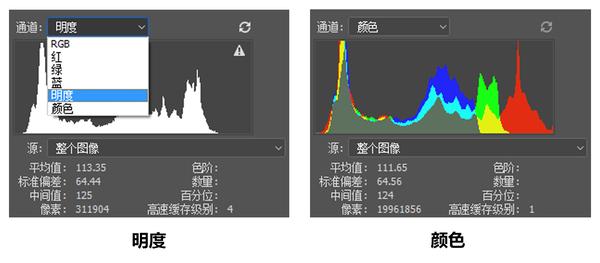 通道： 明度
RGB
红
绿
蓝
明度
颜色
源： 整个图像
平均值： 113.35 色阶：
标准偏差： 64.44 数量：
中间值： 125 百分位：
像素： 311904 高速缓存级别： 4
明度
通道： 颜色
源： 整个图像
平均值： 111.65 色阶：
标准偏差： 64.56 数量：
中间值： 124 百分位：
像素： 19961856 高速缓存级别： 1
颜色